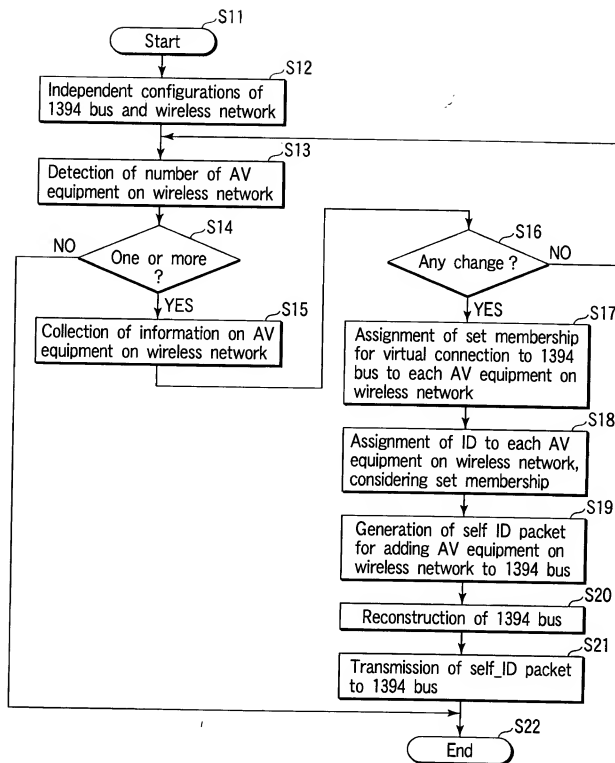 S11
Start
S12
Independent configurations of
1394 bus and wireless network
S13
Detection of number of AV
equipment on wireless network
S14
NO
One or more
?
YES
S15
Collection of information on AV
equipment on wireless network
S16
Any change ?
NO
YES
S17
Assignment of set membership
for virtual connection to 1394
bus to each AV equipment on
wireless network
S18
Assignment of ID to each AV
equipment on wireless network,
considering set membership
S19
Generation of self ID packet
for adding AV equipment on
wireless network to 1394 bus
S20
Reconstruction of 1394 bus
S21
Transmission of self_ID packet
to 1394 bus
S22
End